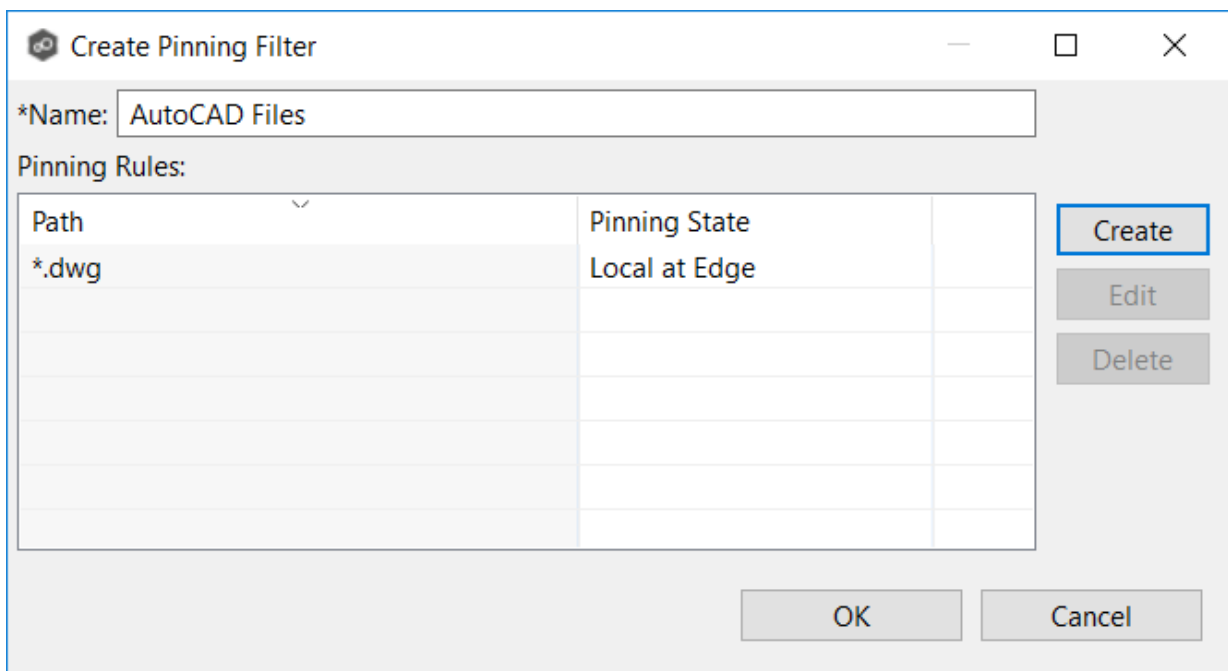 Create Pinning Filter
*Name: AutoCAD Files
Pinning Rules:
Path Pinning State
*.dwg Local at Edge
Create
Edit
Delete
OK Cancel